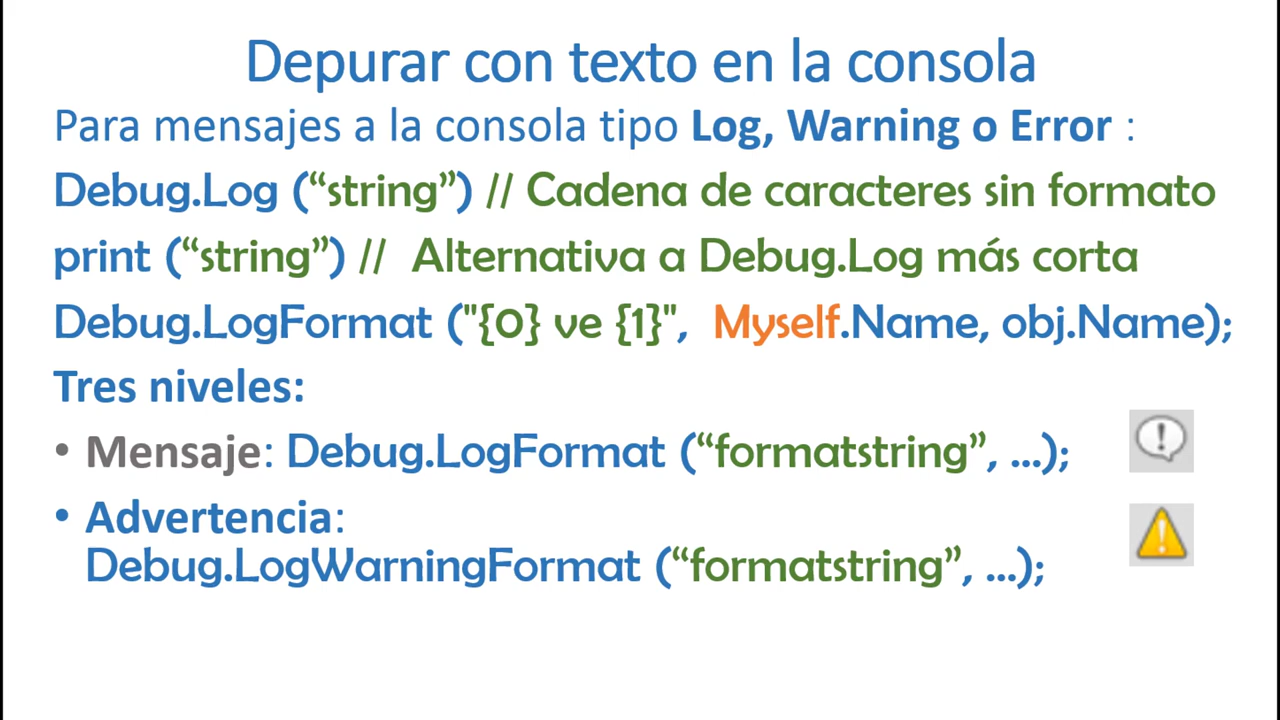 Depurar con texto en la consola
Para mensajes a la consola tipo Log, Warning o Error :
Debug.Log (“string”) // Cadena de caracteres sin formato
print (“string”) // Alternativa a Debug.Log más corta
Debug.LogFormat ("{0} ve {1}", Myself.Name, obj.Name);
Tres niveles:
• Mensaje: Debug.LogFormat (“formatstring”, ...);
• Advertencia:
Debug.LogWarningFormat (“formatstring”, ...);